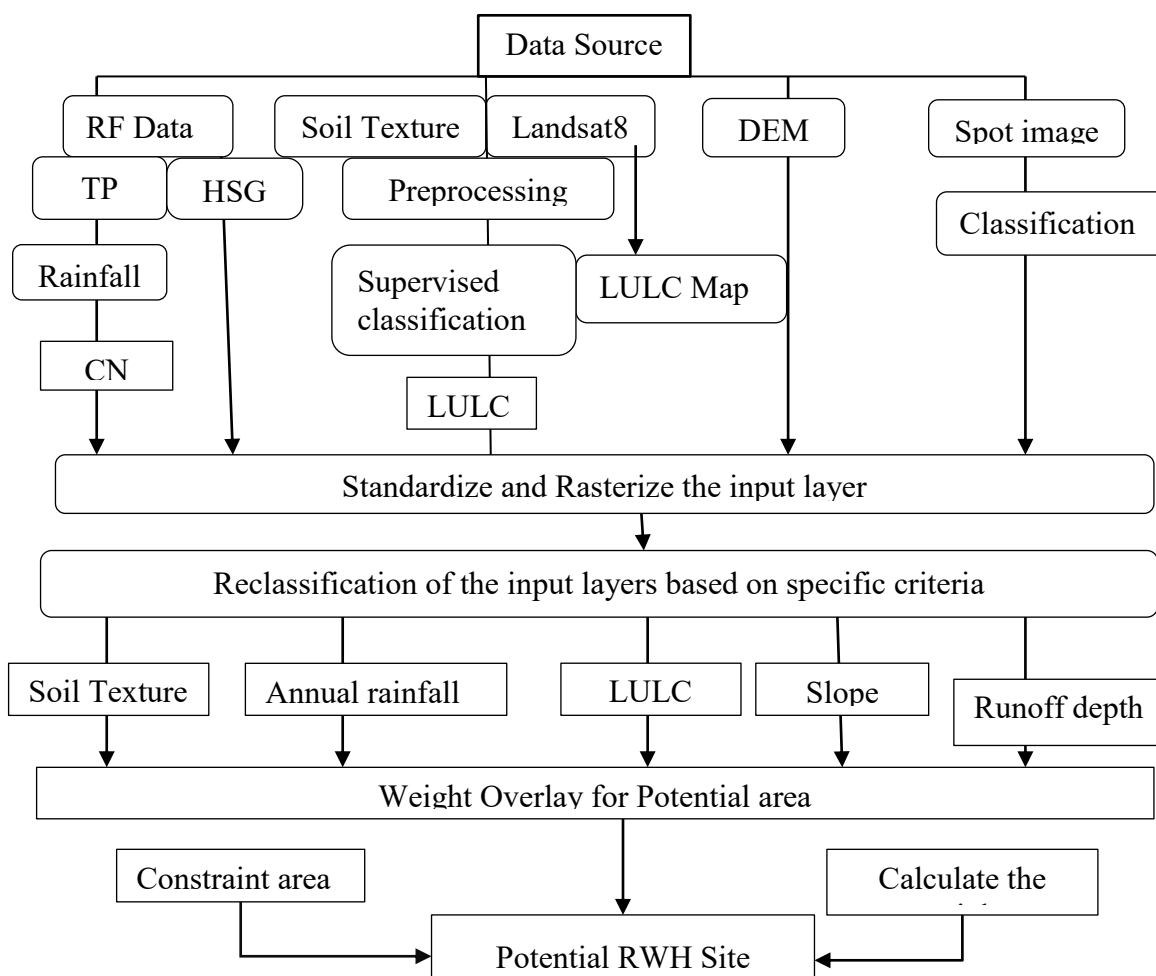 Data Source
RF Data
Soil Texture
Landsat8
DEM
Spot image
TP
HSG
Preprocessing
Classification
Rainfall
Supervised
classification
LULC Map
CN
LULC
Standardize and Rasterize the input layer
Reclassification of the input layers based on specific criteria
Soil Texture
Annual rainfall
LULC
Slope
Runoff depth
Weight Overlay for Potential area
Constraint area
Calculate the
Potential RWH Site